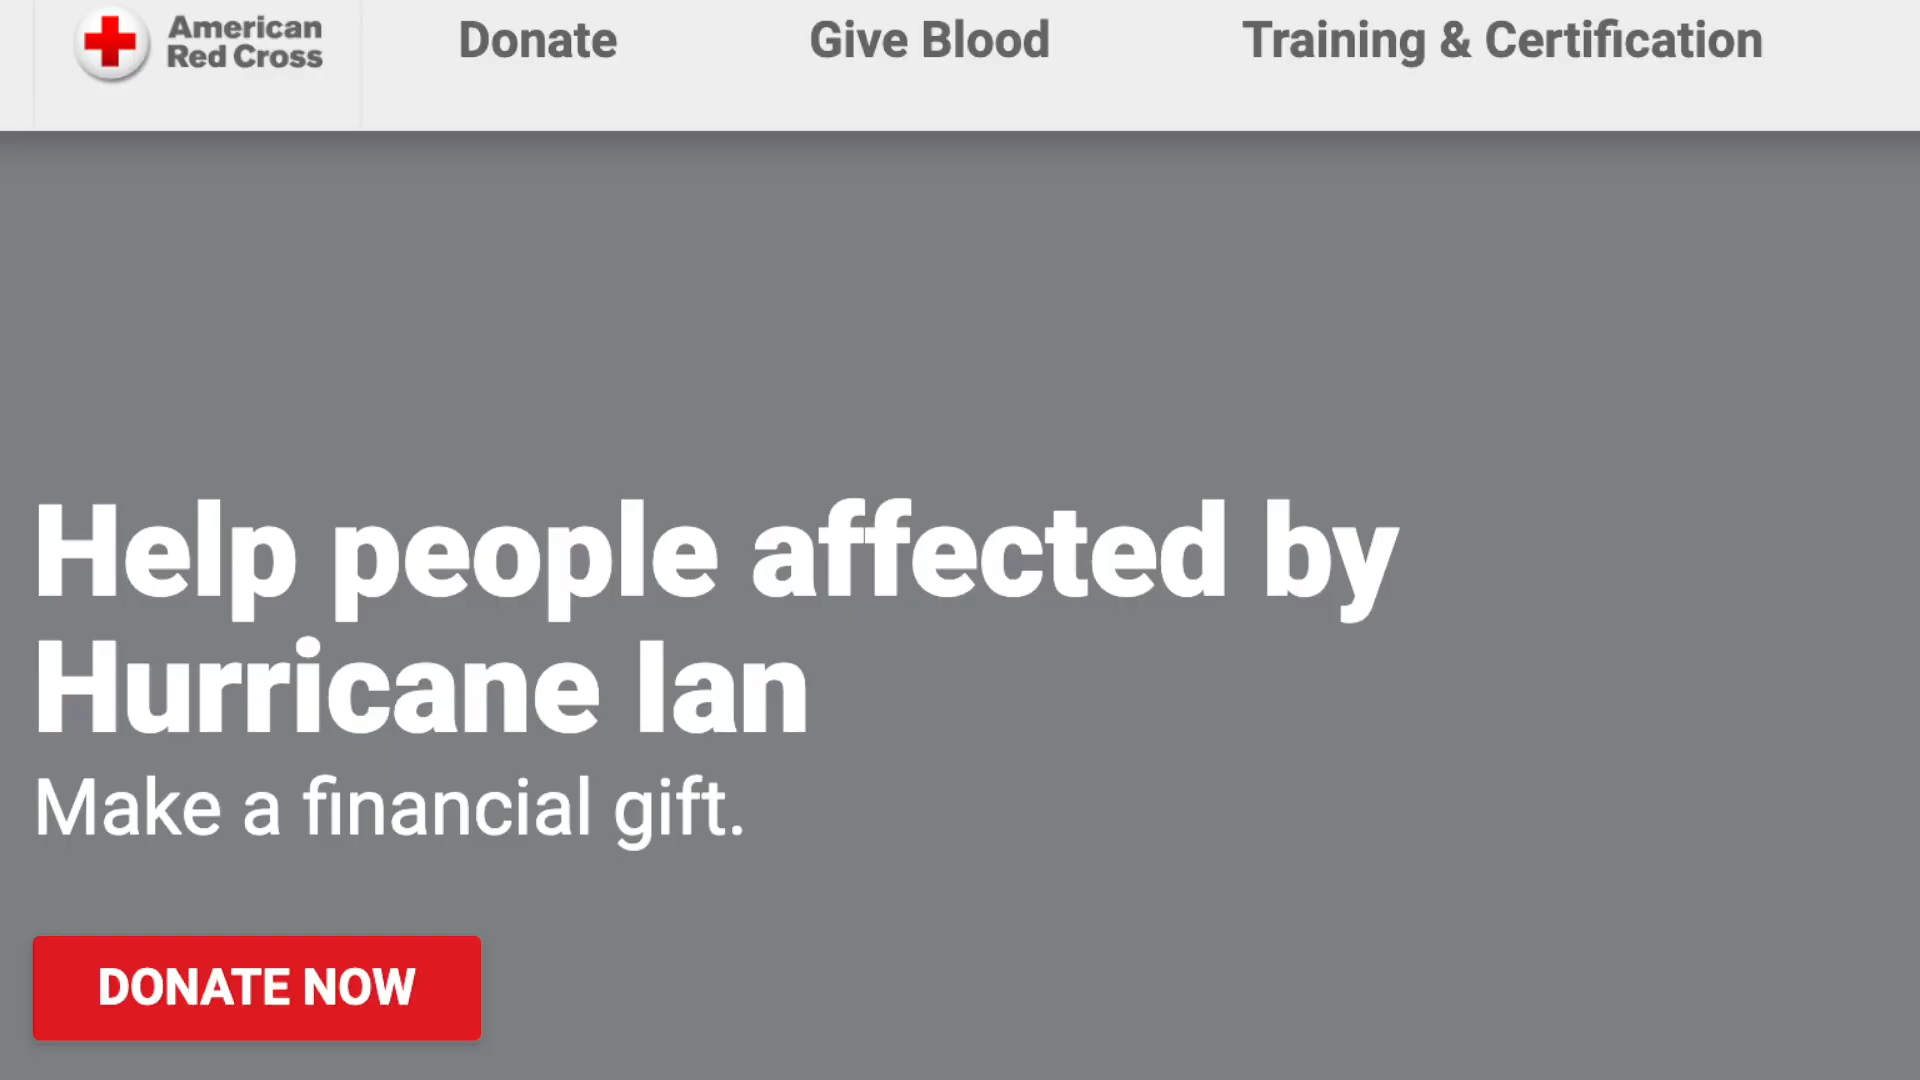 American
Red Cross
Donate
Give Blood
Training & Certification
Help people affected by
Hurricane Ian
Make a financial gift.
DONATE NOW